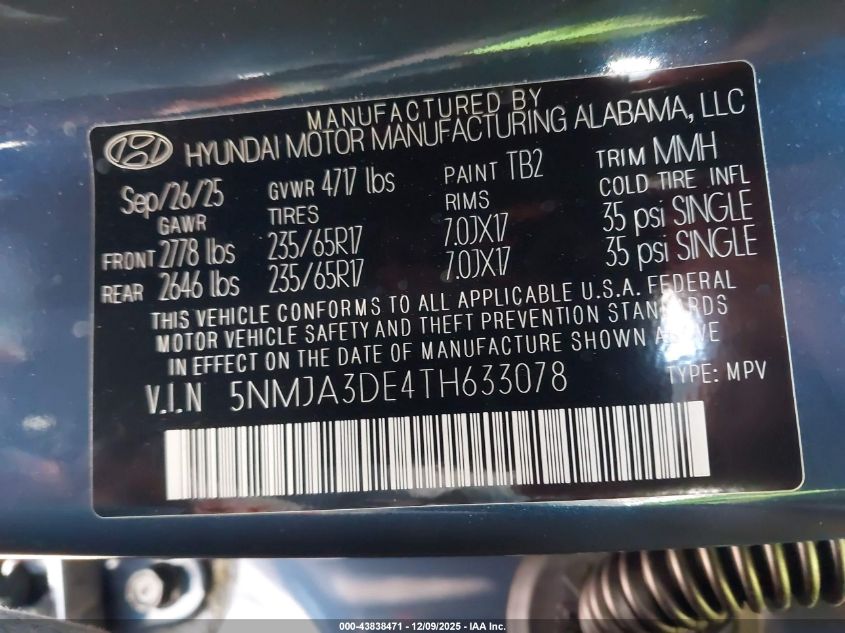 MANUFACTURED BY
HYUNDAI MOTOR MANUFACTURING ALABAMA, LLC
Sep/26/25 GVWR 4717 lbs PAINT TB2 TRIM MMH
GAWR TIRES RIMS COLD TIRE INFL
FRONT 2778 lbs 235/65R17 7.0JX17 35 psi SINGLE
REAR 2646 lbs 235/65R17 7.0JX17 35 psi SINGLE
THIS VEHICLE CONFORMS TO ALL APPLICABLE U.S.A. FEDERAL
MOTOR VEHICLE SAFETY AND THEFT PREVENTION STANDARDS
IN EFFECT ON THE DATE OF MANUFACTURE SHOWN ABOVE
V.I.N 5NMJA3DE4TH633078 TYPE: MPV
000-43838471 - 12/09/2025 - IAA Inc.